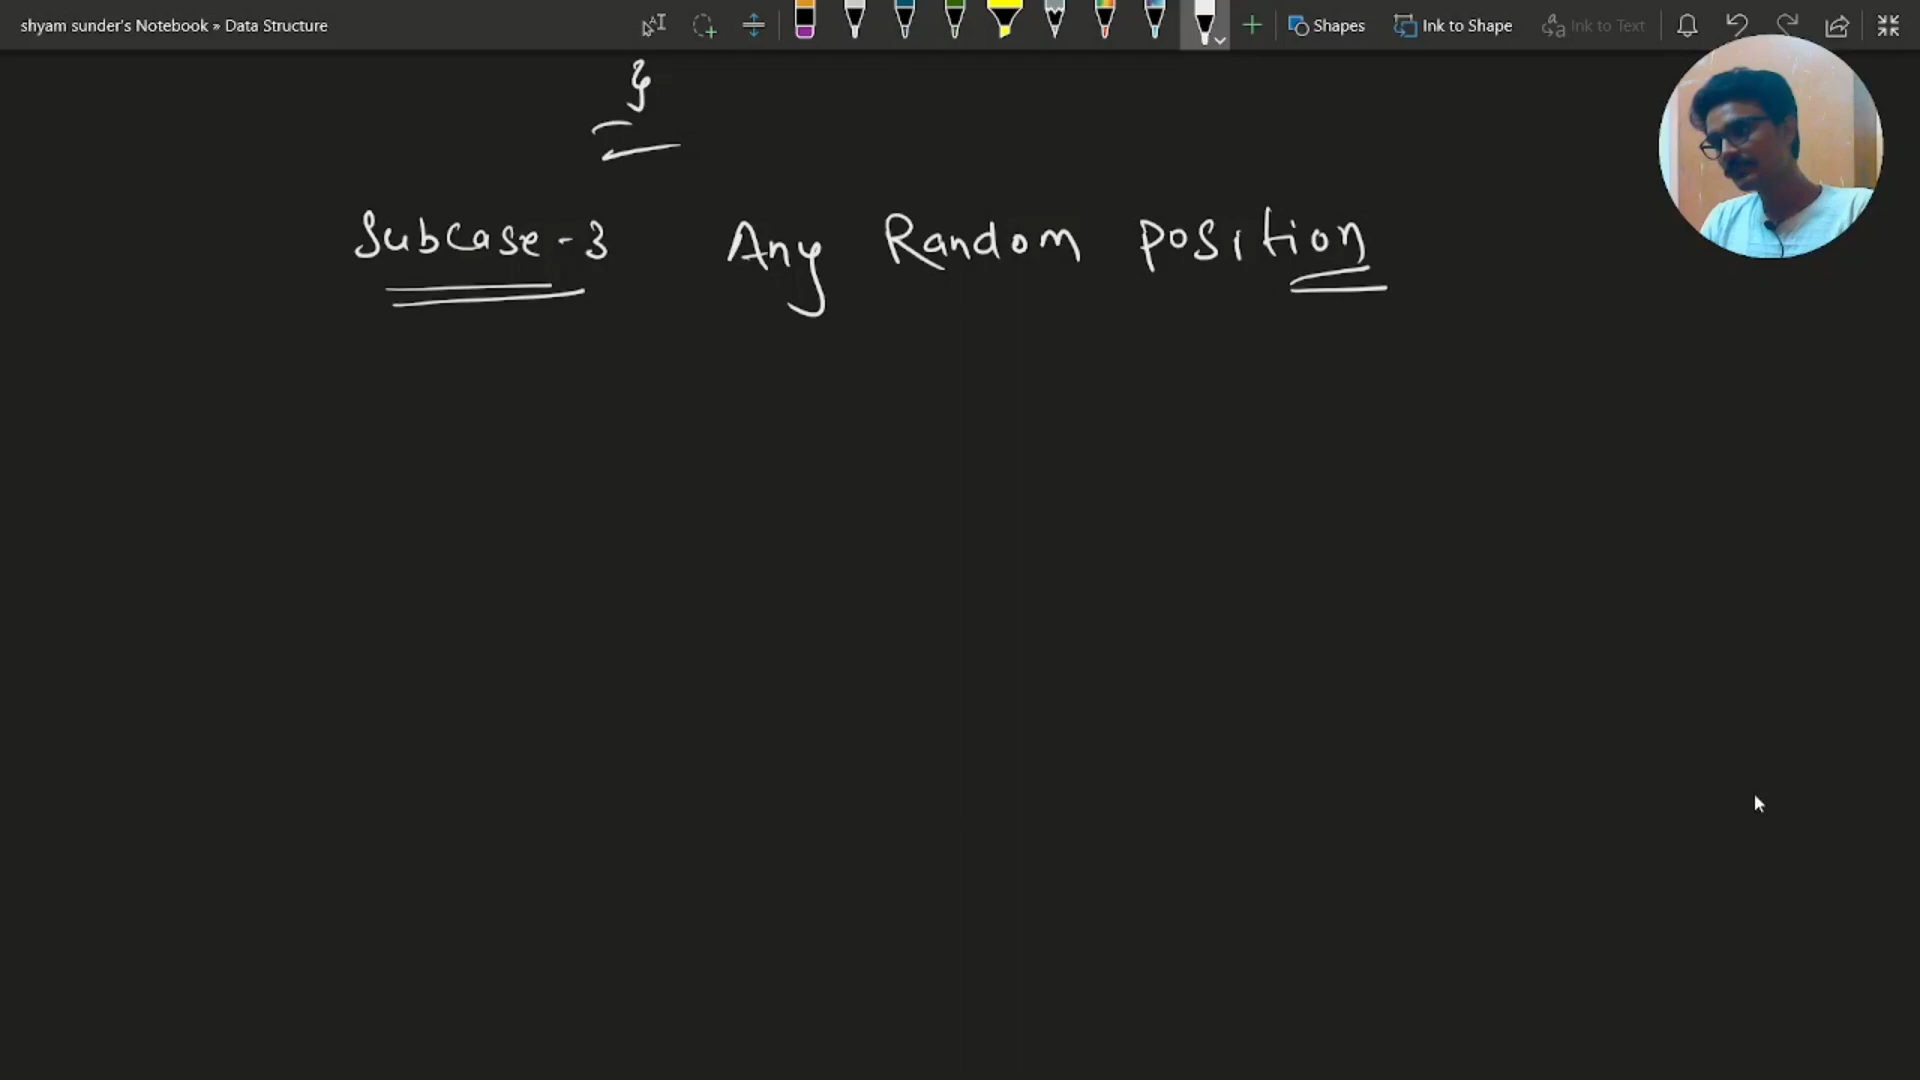 shyam sunder's Notebook » Data Structure
Shapes
Ink to Shape
Ink to Text
}
Subcase-3 Any Random position